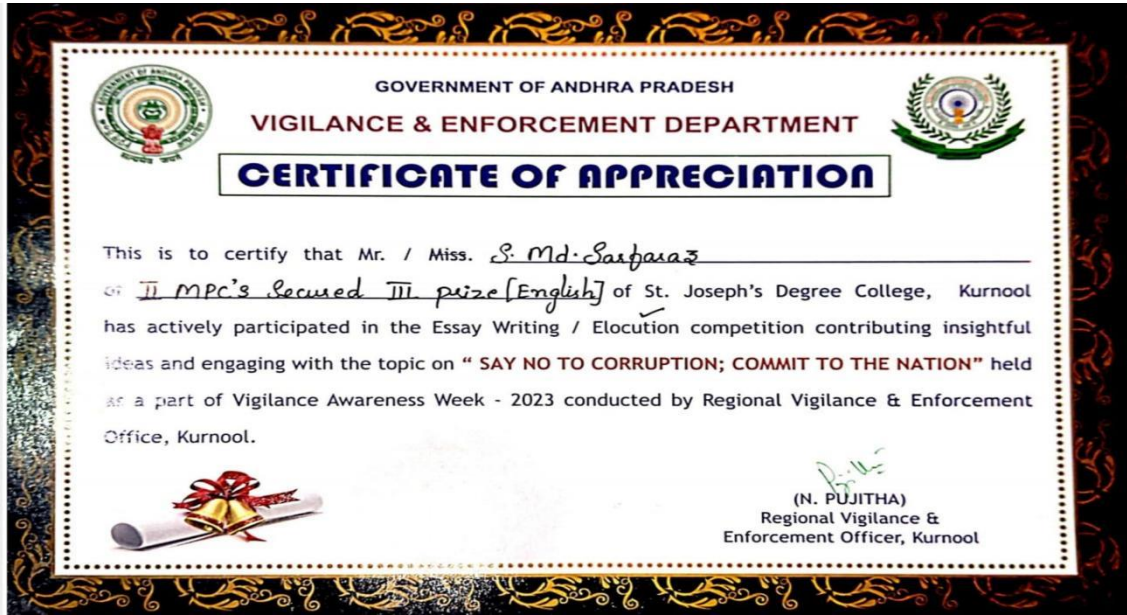 GOVERNMENT OF ANDHRA PRADESH
VIGILANCE & ENFORCEMENT DEPARTMENT
CERTIFICATE OF APPRECIATION
This is to certify that Mr. / Miss. S. Md. Sarfaraz
of II MPC's Secured III prize [English] of St. Joseph's Degree College, Kurnool
has actively participated in the Essay Writing / Elocution competition contributing insightful
ideas and engaging with the topic on " SAY NO TO CORRUPTION; COMMIT TO THE NATION" held
as a part of Vigilance Awareness Week - 2023 conducted by Regional Vigilance & Enforcement
Office, Kurnool.
(N. PUJITHA)
Regional Vigilance &
Enforcement Officer, Kurnool